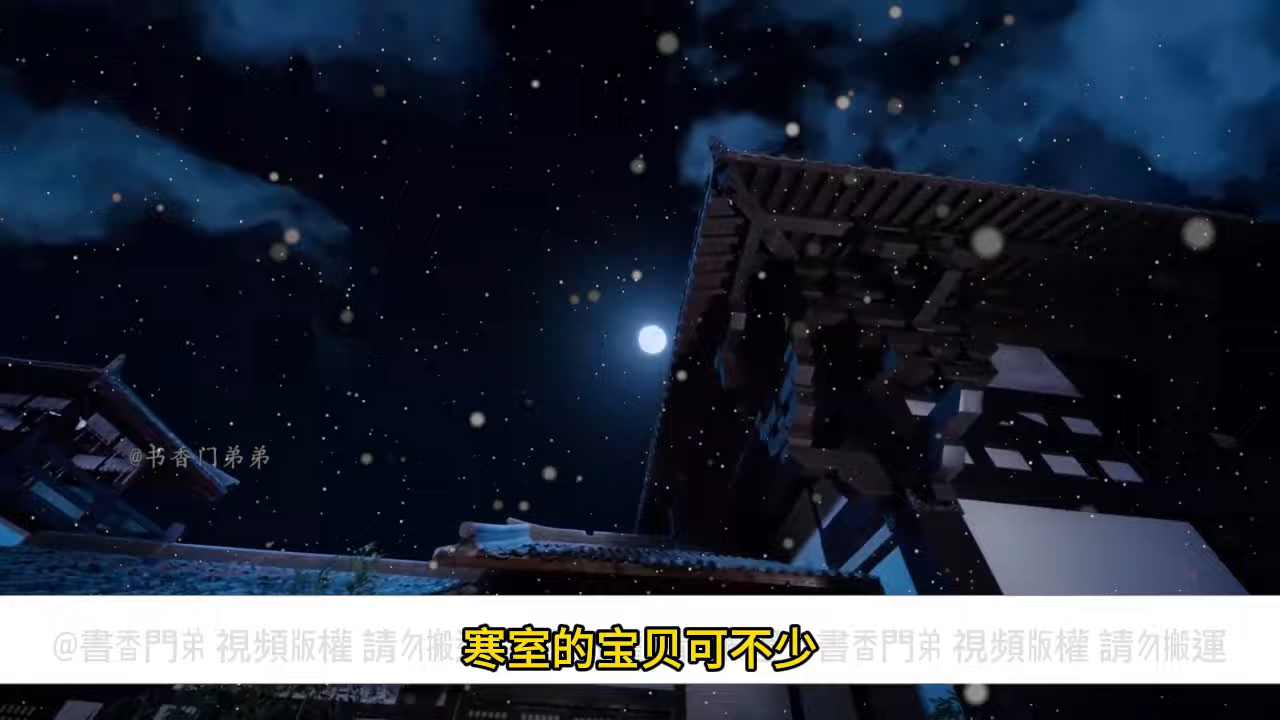 @书香门弟弟
@書香門弟 視頻版權 請勿搬
寒室的宝贝可不少
書香門弟 視頻版權 請勿搬運